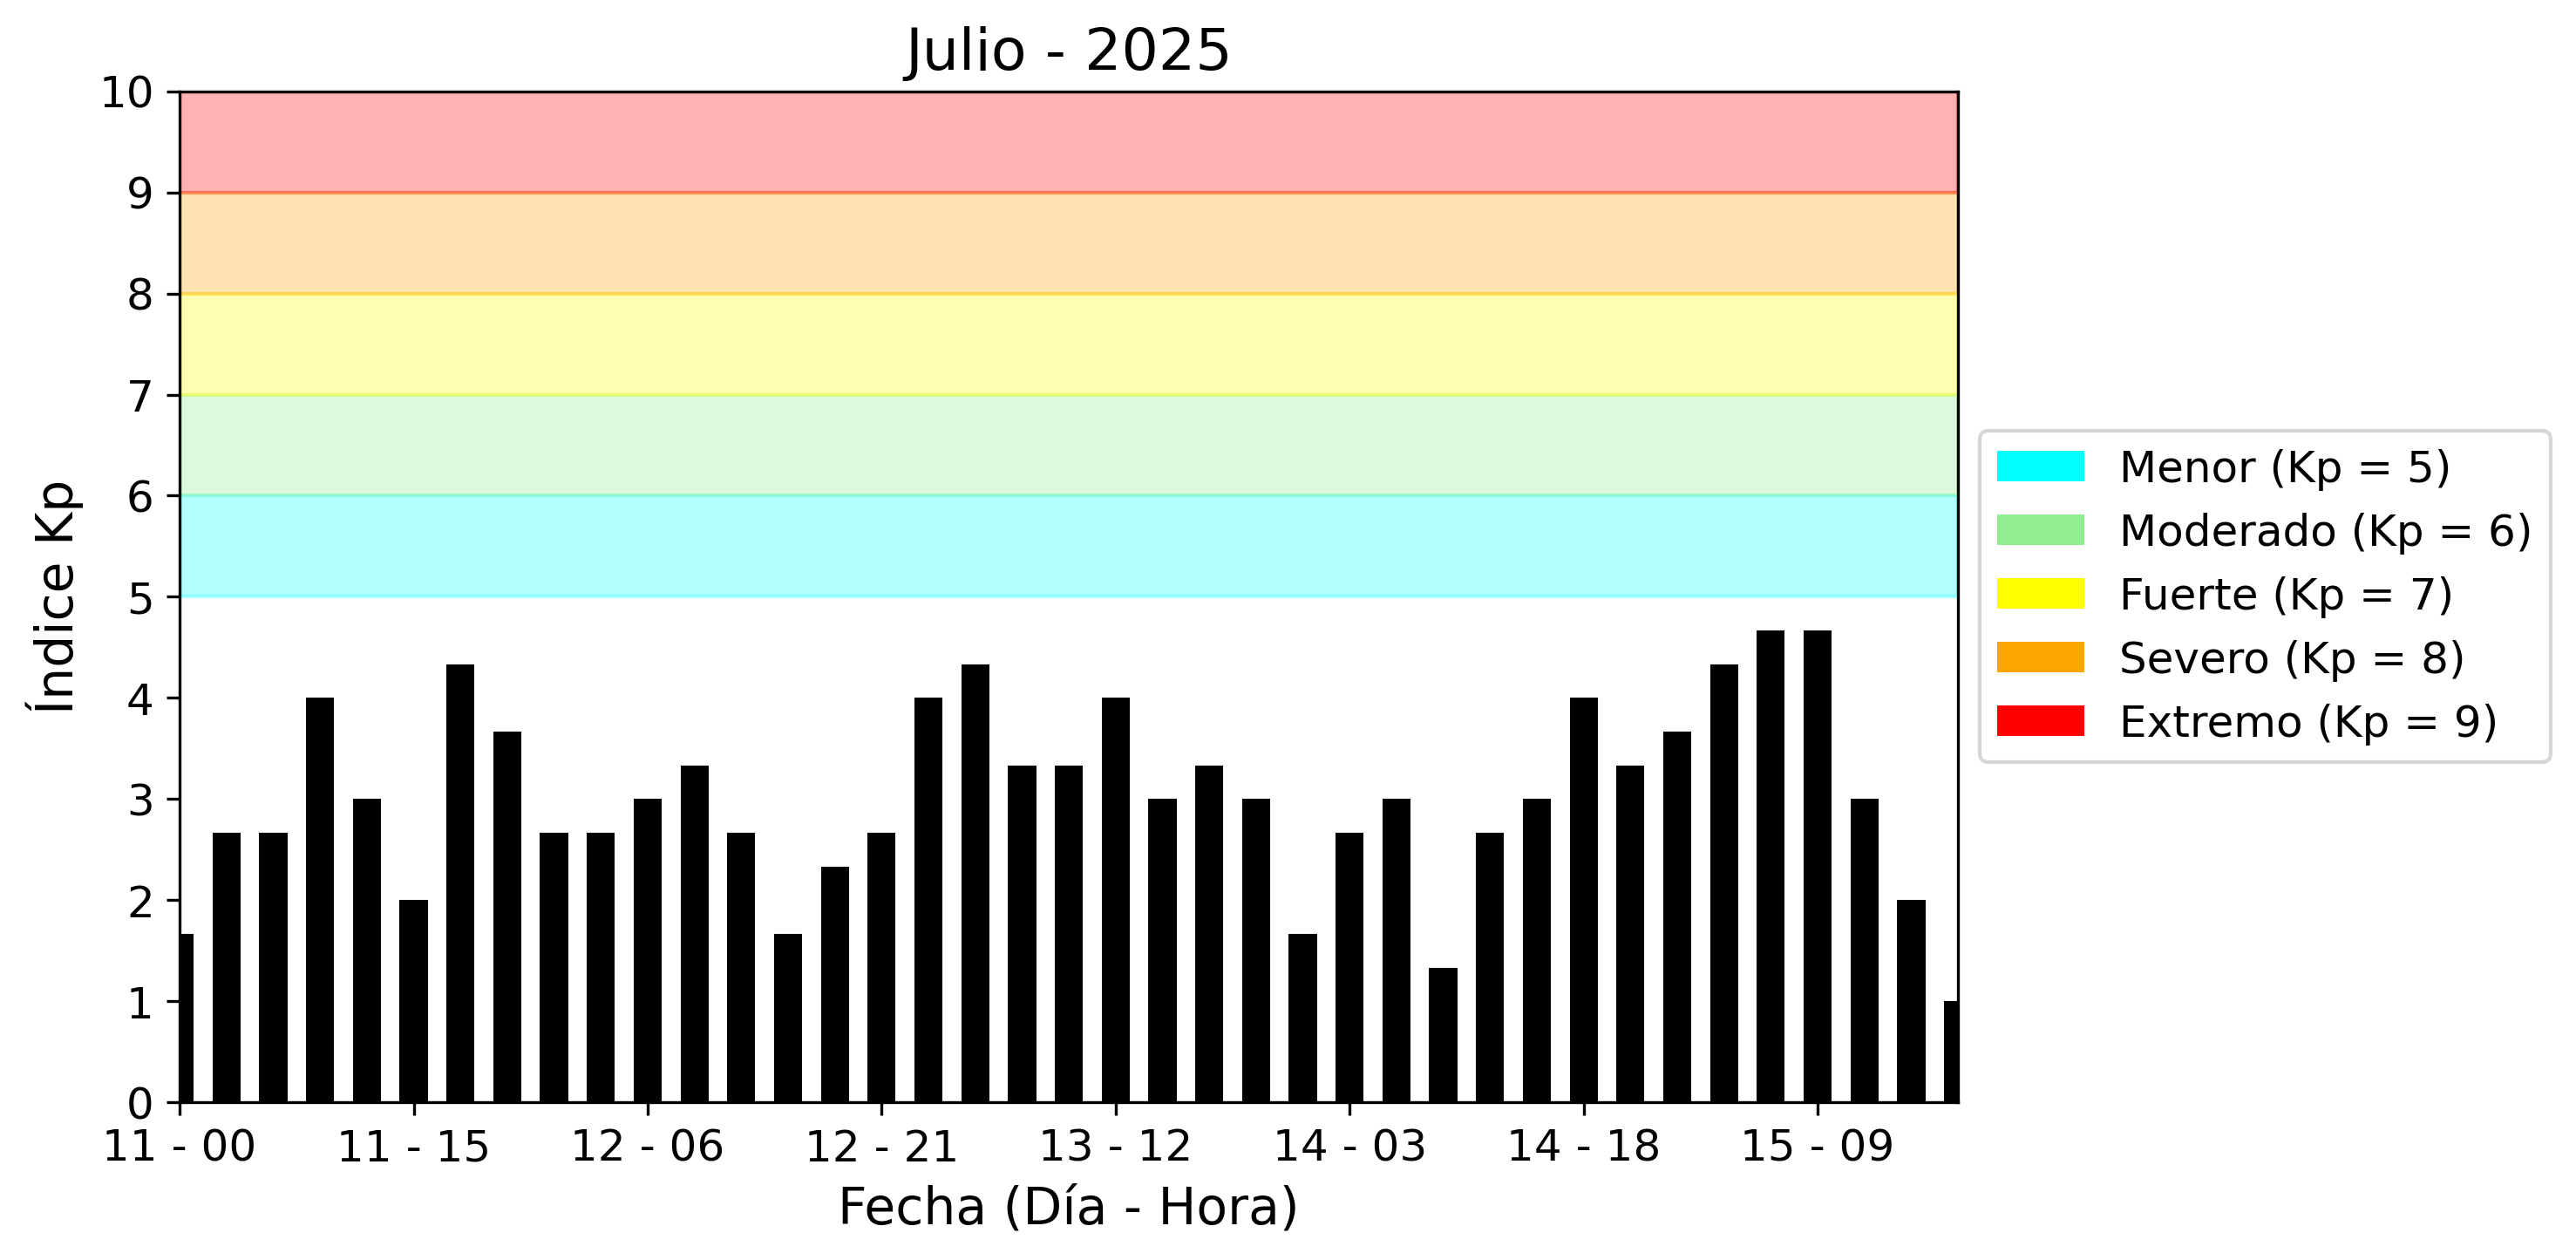 Julio - 2025
10
9
8
7
6
5
4
3
2
1
0
Índice Kp
11 - 00 11 - 15 12 - 06 12 - 21 13 - 12 14 - 03 14 - 18 15 - 09
Fecha (Día - Hora)
Menor (Kp = 5)
Moderado (Kp = 6)
Fuerte (Kp = 7)
Severo (Kp = 8)
Extremo (Kp = 9)